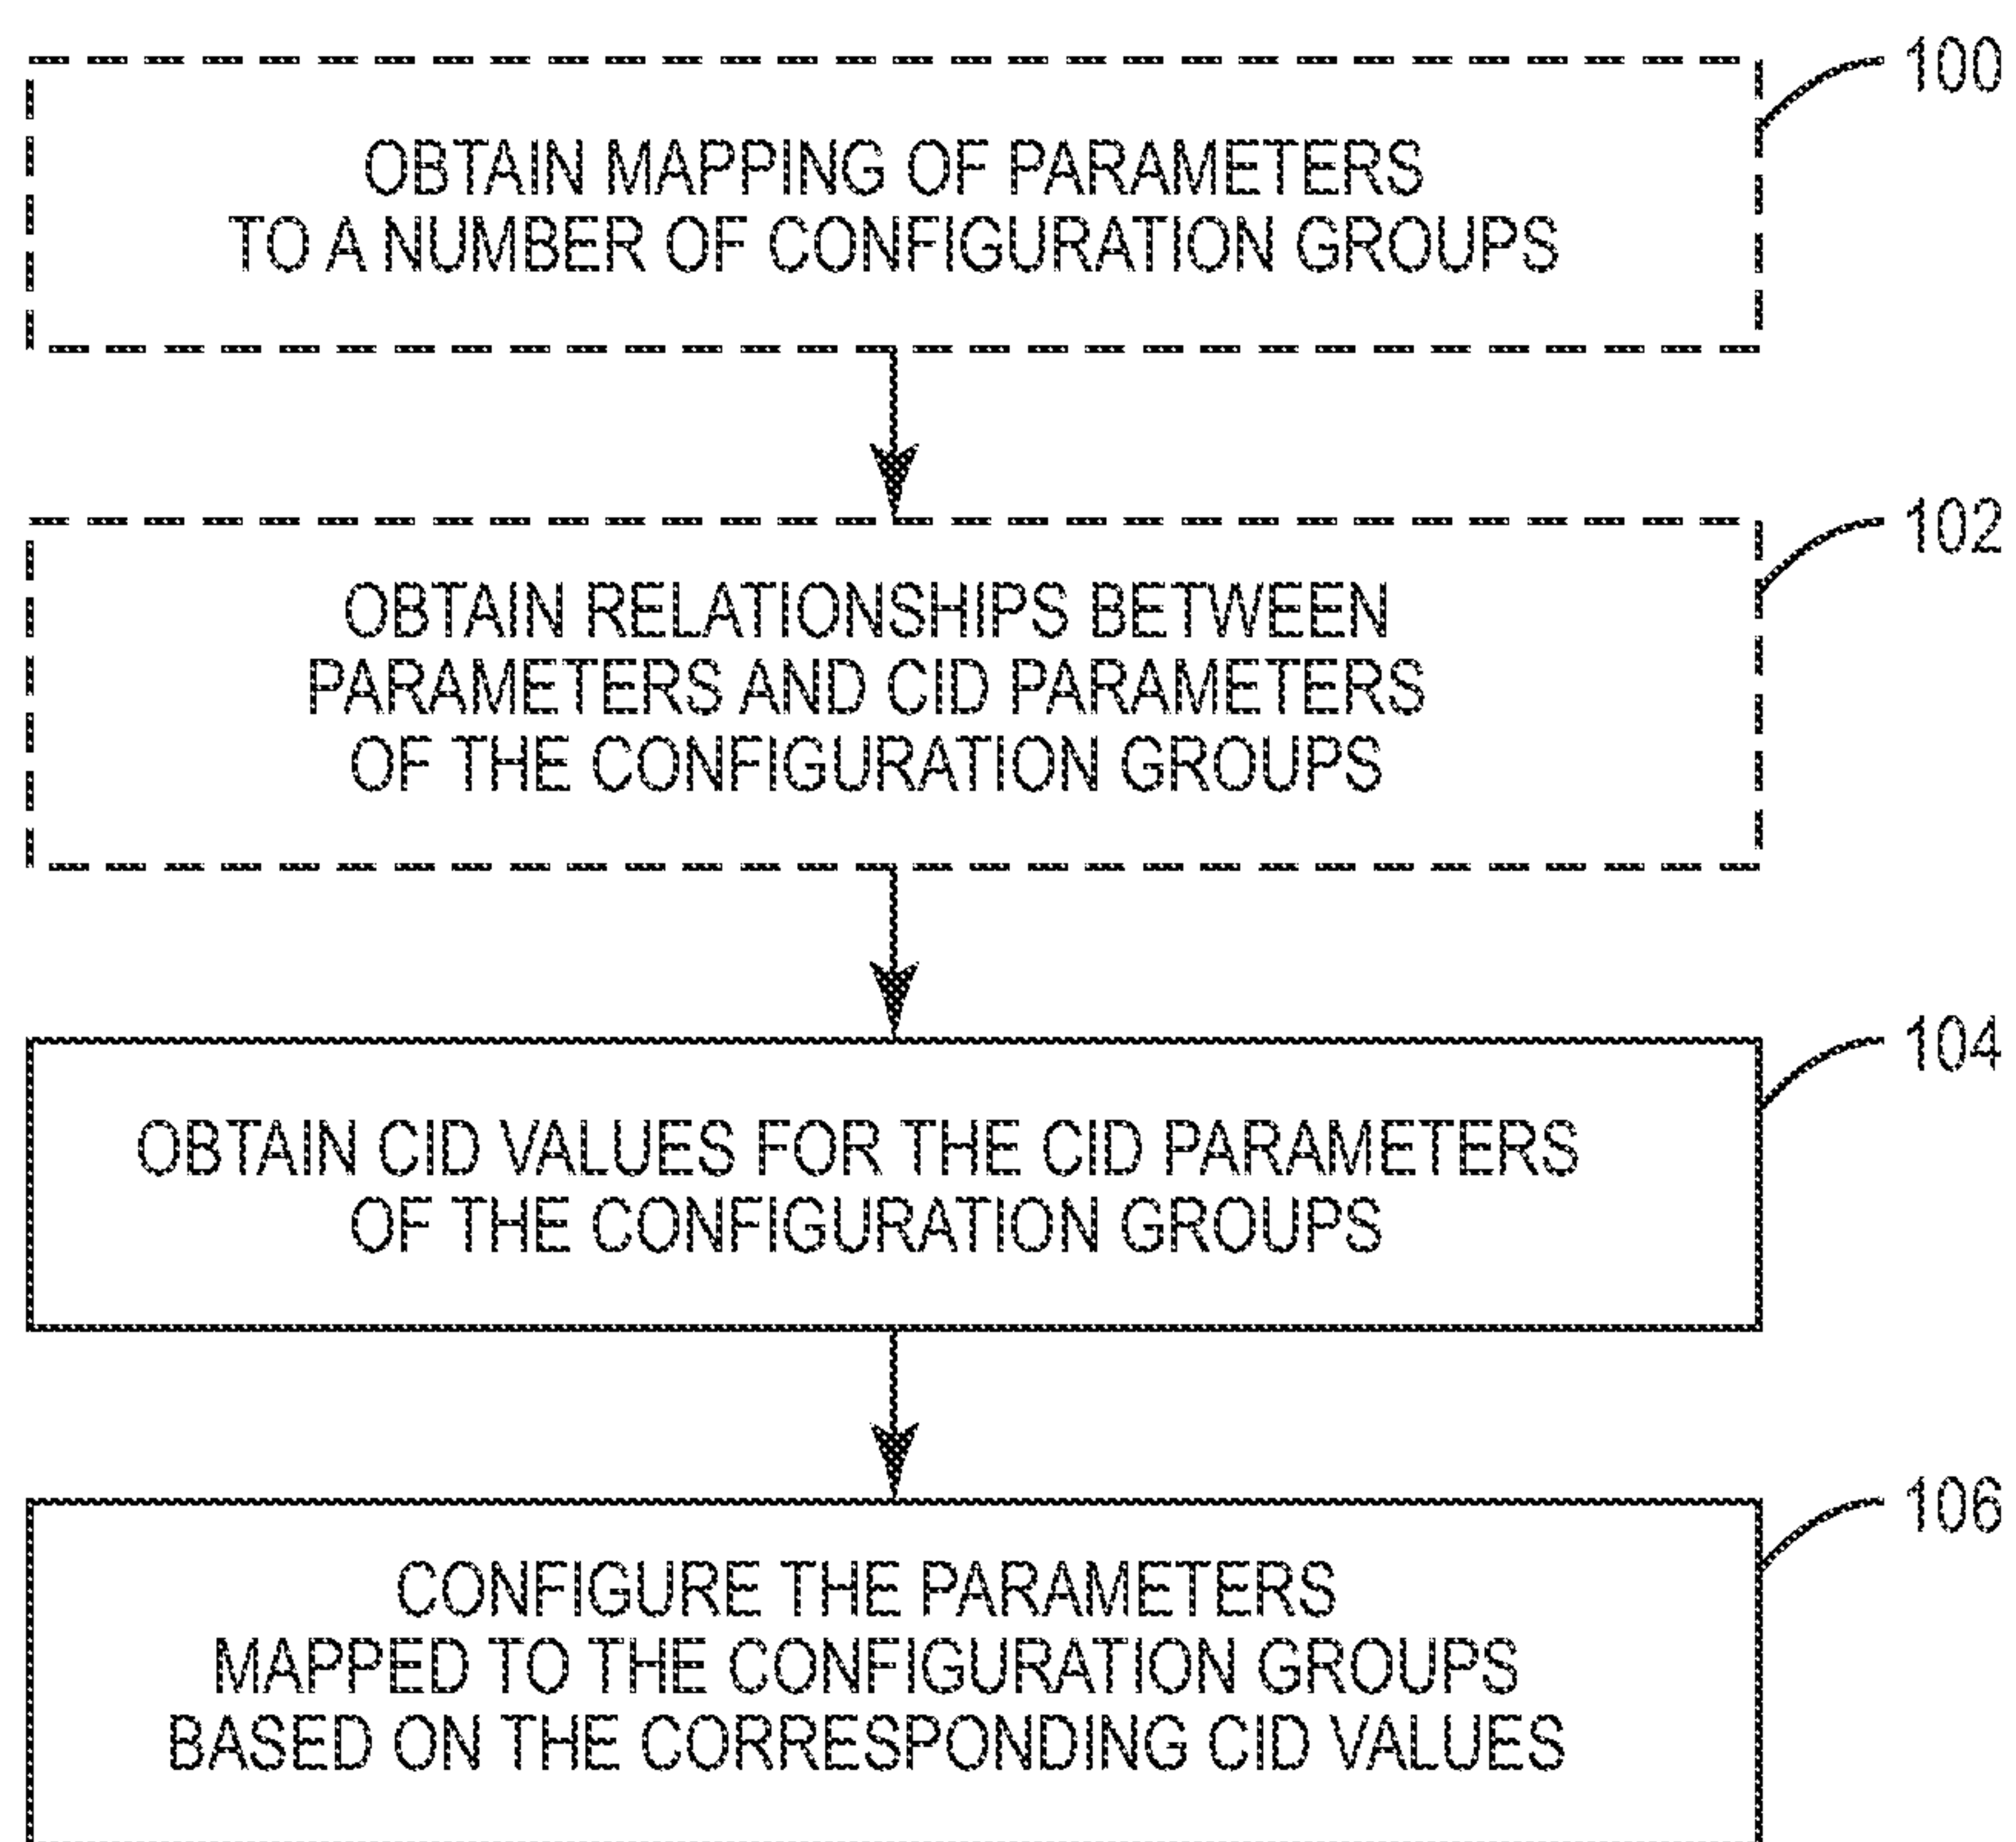 100
OBTAIN MAPPING OF PARAMETERS
TO A NUMBER OF CONFIGURATION GROUPS
102
OBTAIN RELATIONSHIPS BETWEEN
PARAMETERS AND CID PARAMETERS
OF THE CONFIGURATION GROUPS
104
OBTAIN CID VALUES FOR THE CID PARAMETERS
OF THE CONFIGURATION GROUPS
106
CONFIGURE THE PARAMETERS
MAPPED TO THE CONFIGURATION GROUPS
BASED ON THE CORRESPONDING CID VALUES